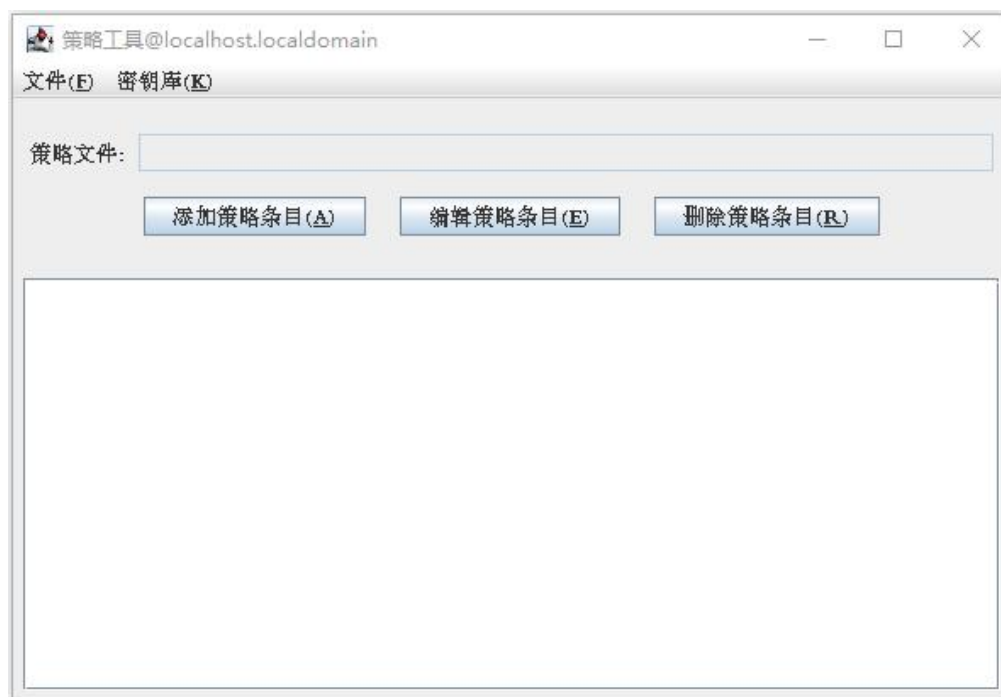 策略工具@localhost.localdomain
文件(F) 密钥库(K)
策略文件:
添加策略条目(A) 编辑策略条目(E) 删除策略条目(R)